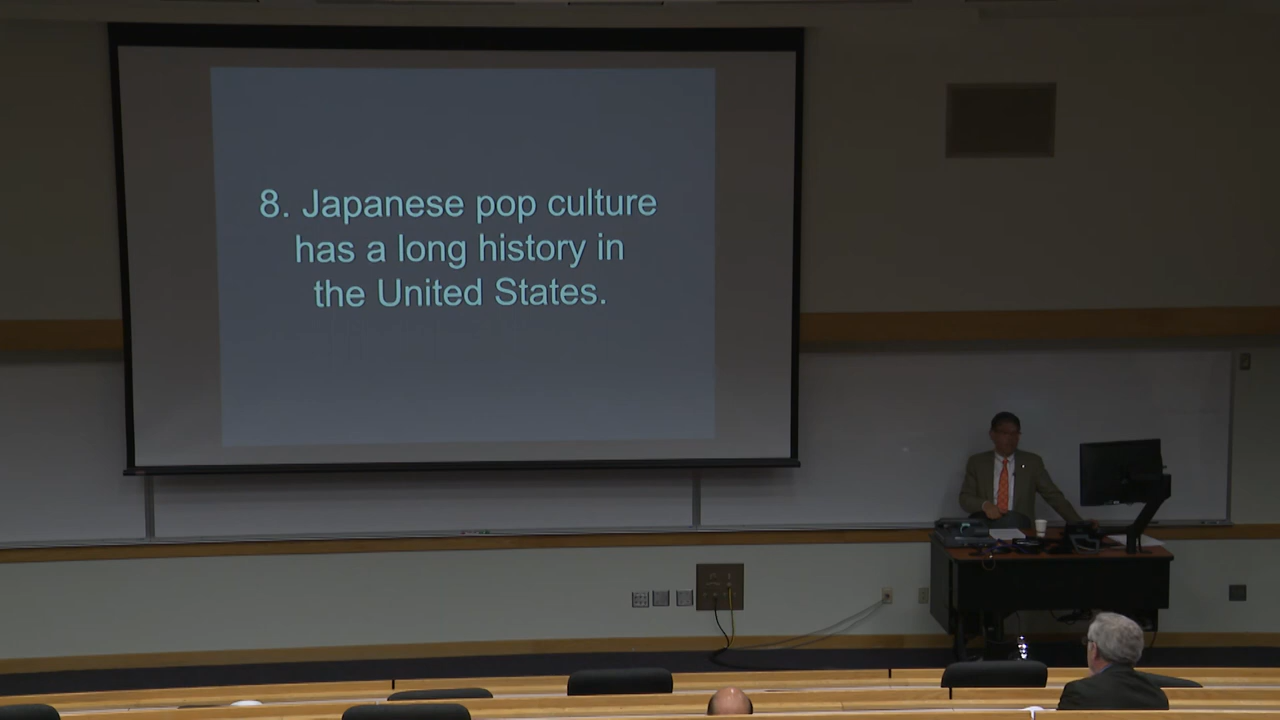 8. Japanese pop culture
has a long history in
the United States.